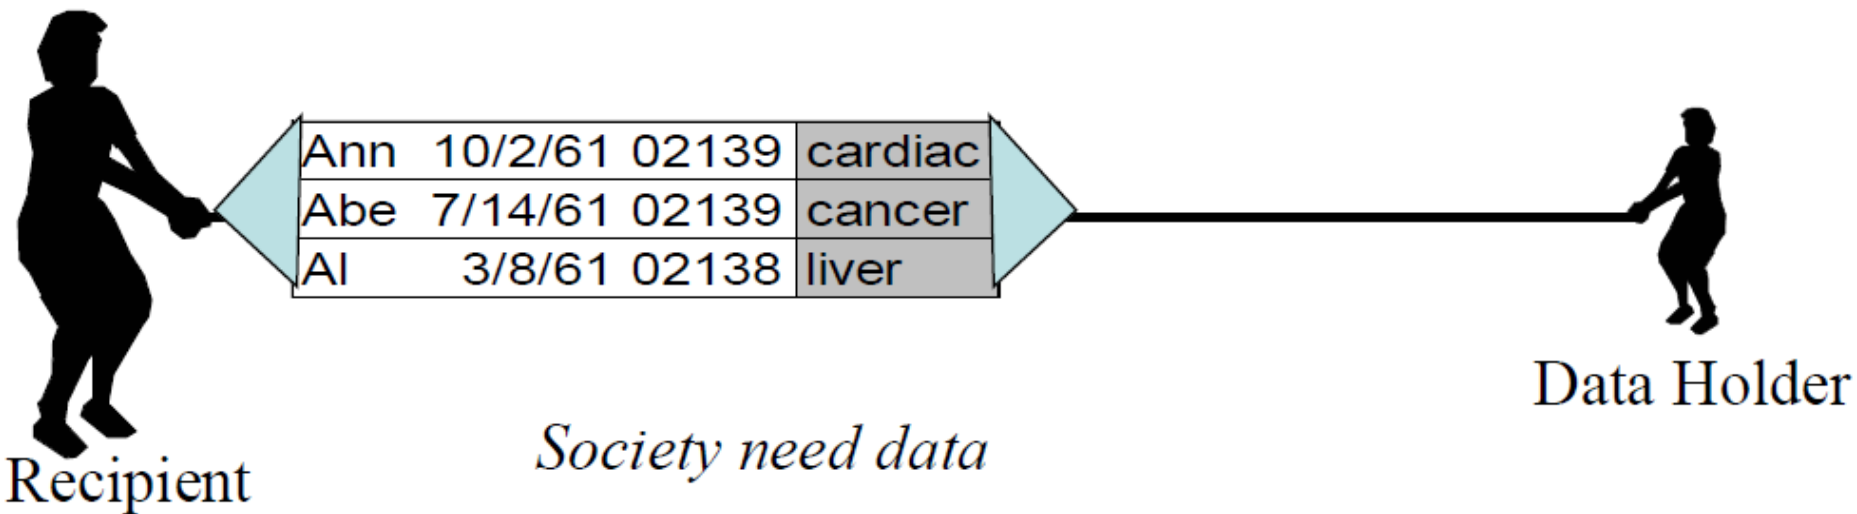 Ann 10/2/61 02139 cardiac
Abe 7/14/61 02139 cancer
Al 3/8/61 02138 liver
Data Holder
Society need data
Recipient